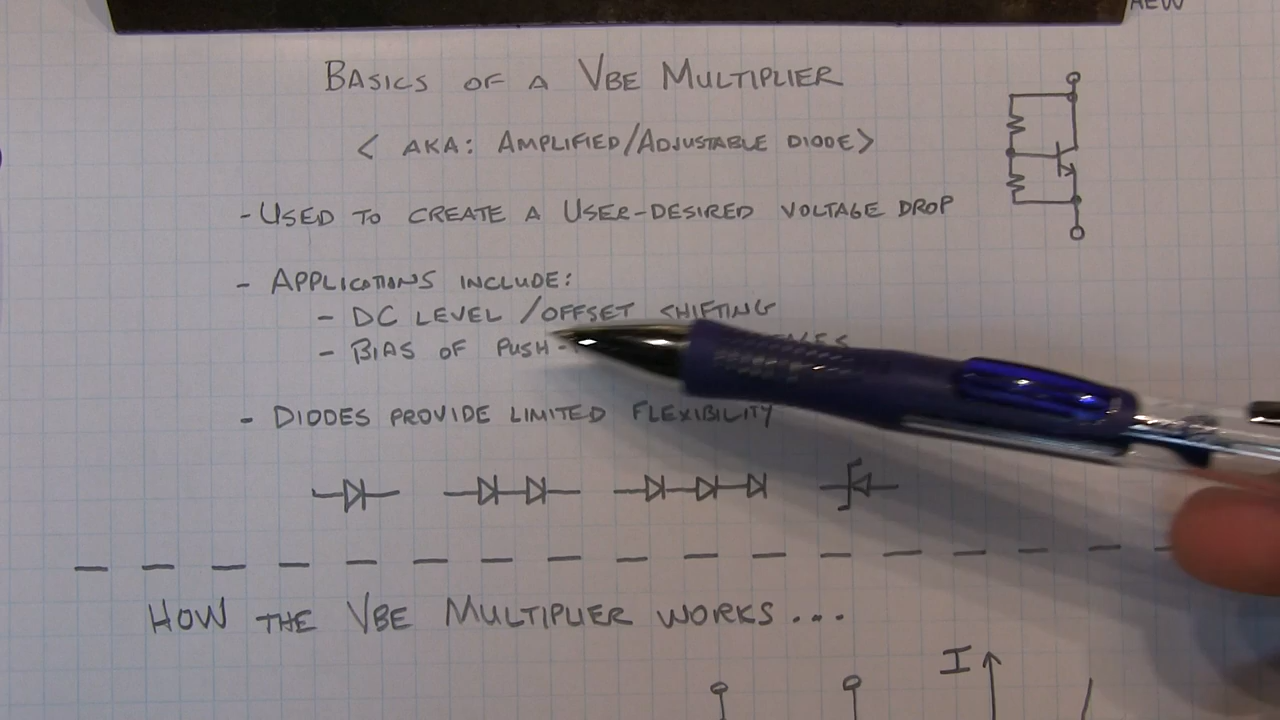 AEW
BASICS OF A VBE MULTIPLIER
< AKA: AMPLIFIED/ADJUSTABLE DIODE>
- USED TO CREATE A USER-DESIRED VOLTAGE DROP
- APPLICATIONS INCLUDE:
- DC LEVEL /OFFSET SHIFTING
- BIAS OF PUSH-
- DIODES PROVIDE LIMITED FLEXIBILITY
HOW THE VBE MULTIPLIER WORKS...
I